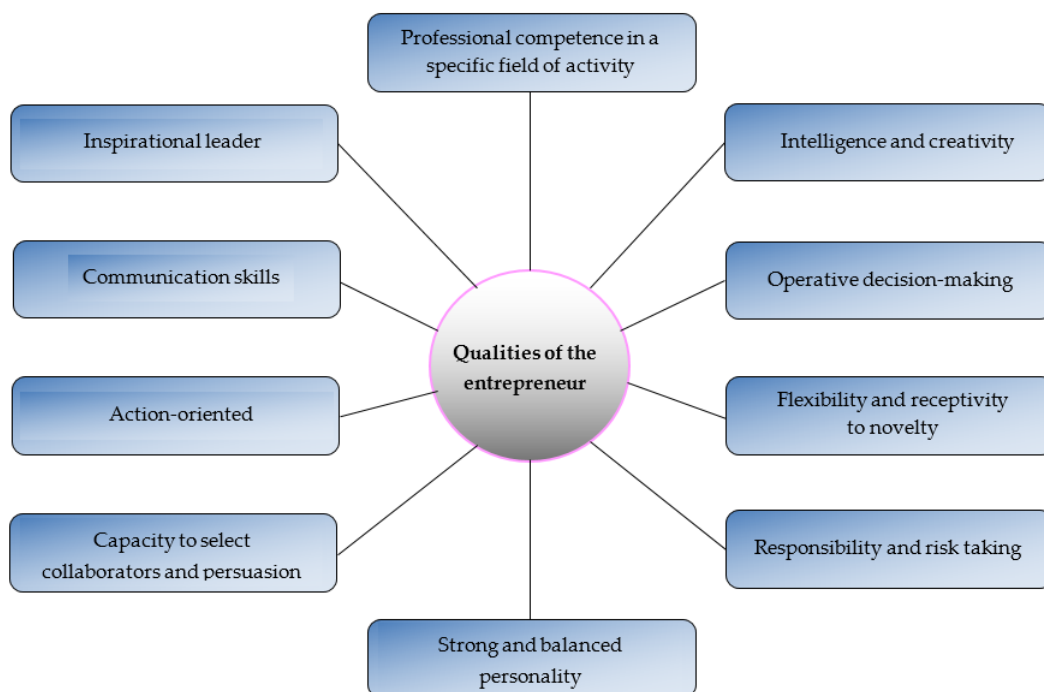 Professional competence in a
specific field of activity
Inspirational leader
Intelligence and creativity
Communication skills
Operative decision-making
Qualities of the
entrepreneur
Action-oriented
Flexibility and receptivity
to novelty
Capacity to select
collaborators and persuasion
Responsibility and risk taking
Strong and balanced
personality